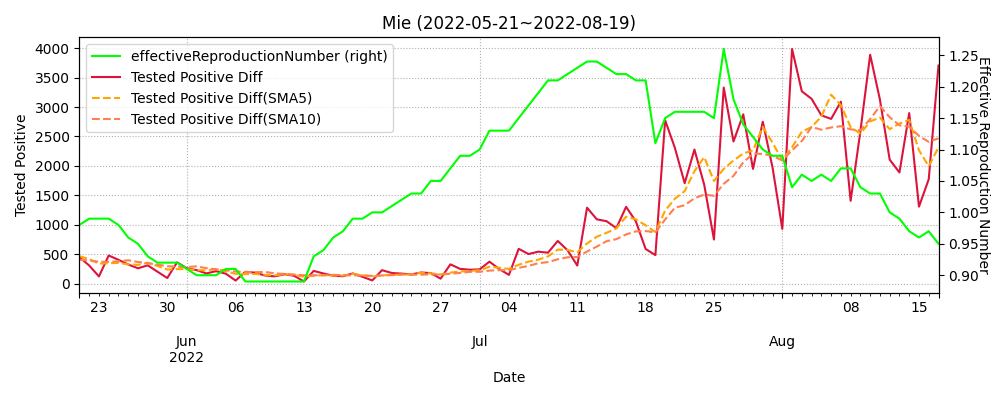 Mie (2022-05-21~2022-08-19)
effectiveReproductionNumber (right)
Tested Positive Diff
Tested Positive Diff(SMA5)
Tested Positive Diff(SMA10)
Tested Positive
4000
3500
3000
2500
2000
1500
1000
500
0
Effective Reproduction Number
1.25
1.20
1.15
1.10
1.05
1.00
0.95
0.90
23 30 06 13 20 27 04 11 18 25 08 15
Jun Jul Aug
2022
Date